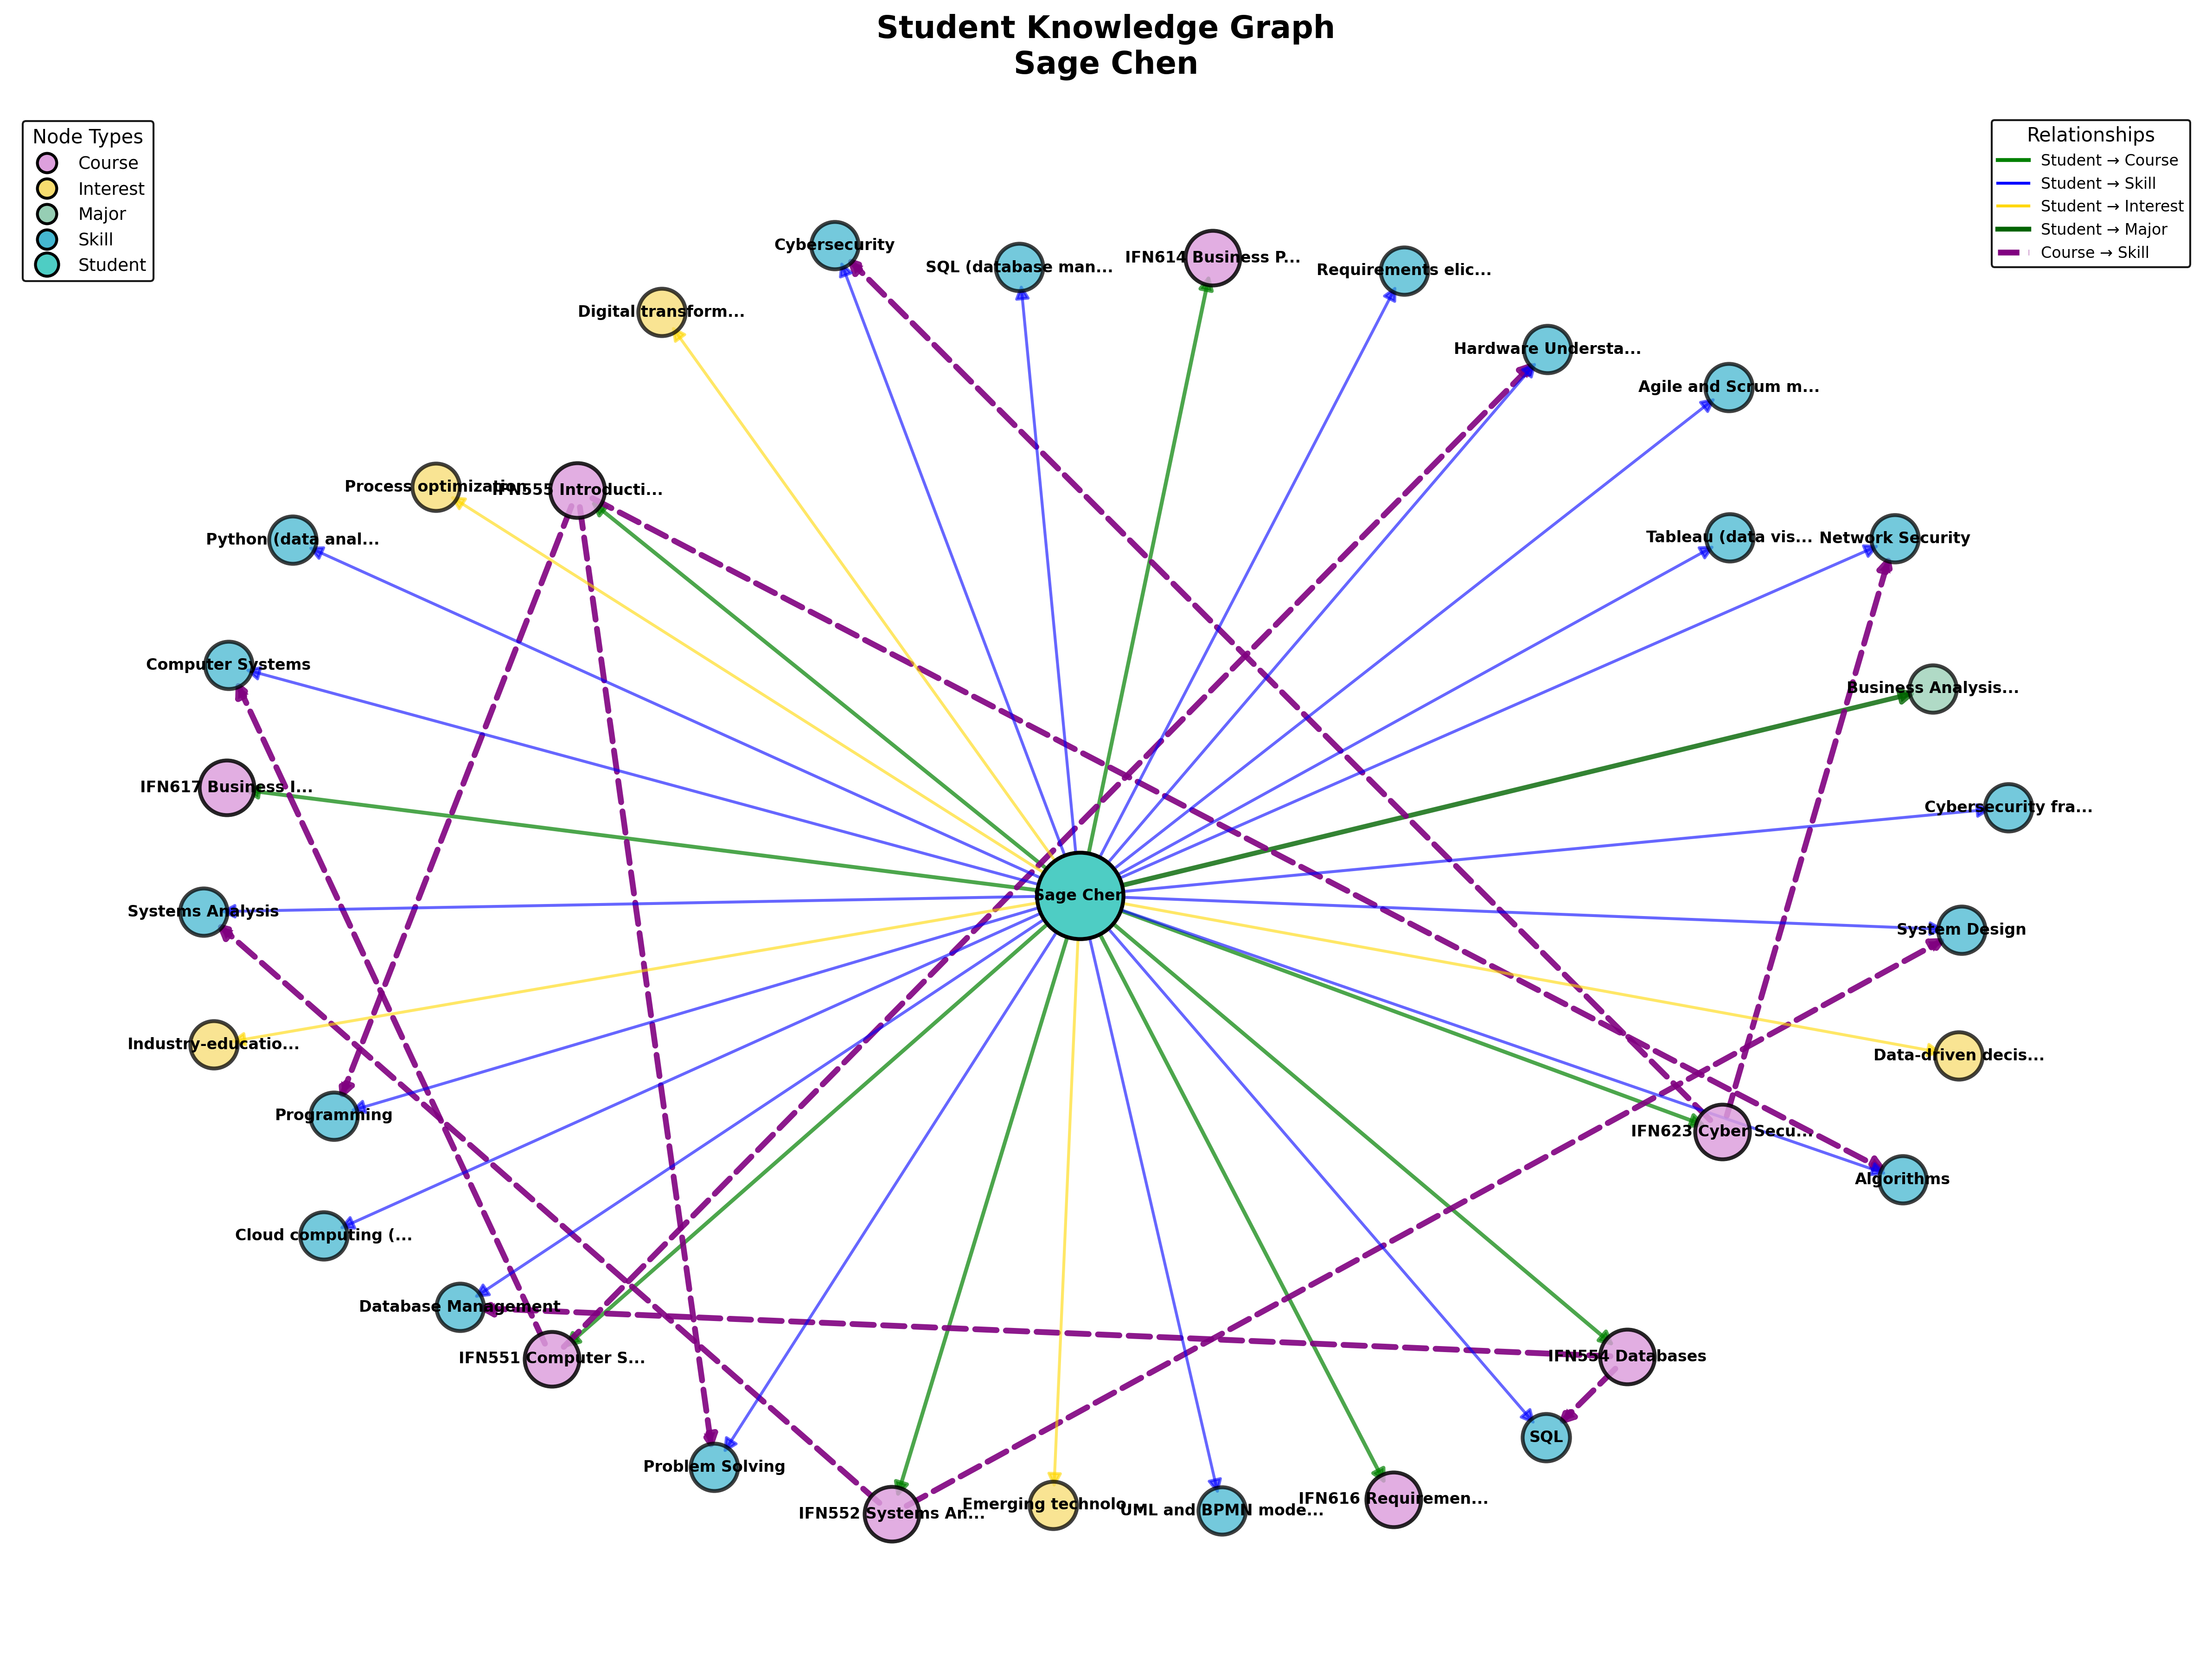 Student Knowledge Graph
Sage Chen
Node Types
Course
Interest
Major
Skill
Student
Relationships
Student → Course
Student → Skill
Student → Interest
Student → Major
Course → Skill
Cybersecurity
SQL (database man...
IFN614 Business P...
Requirements elic...
Digital transform...
Hardware Understa...
Agile and Scrum m...
Process optimization
IFN555 Introducti...
Python (data anal...
Tableau (data vis...
Network Security
Computer Systems
Business Analysis...
IFN617 Business I...
Cybersecurity fra...
Sage Chen
Systems Analysis
System Design
Industry-educatio...
Data-driven decis...
Programming
IFN623 Cyber Secu...
Algorithms
Cloud computing (...
Database Management
IFN551 Computer S...
IFN554 Databases
SQL
Problem Solving
IFN552 Systems An...
Emerging technolo...
UML and BPMN mode...
IFN616 Requiremen...